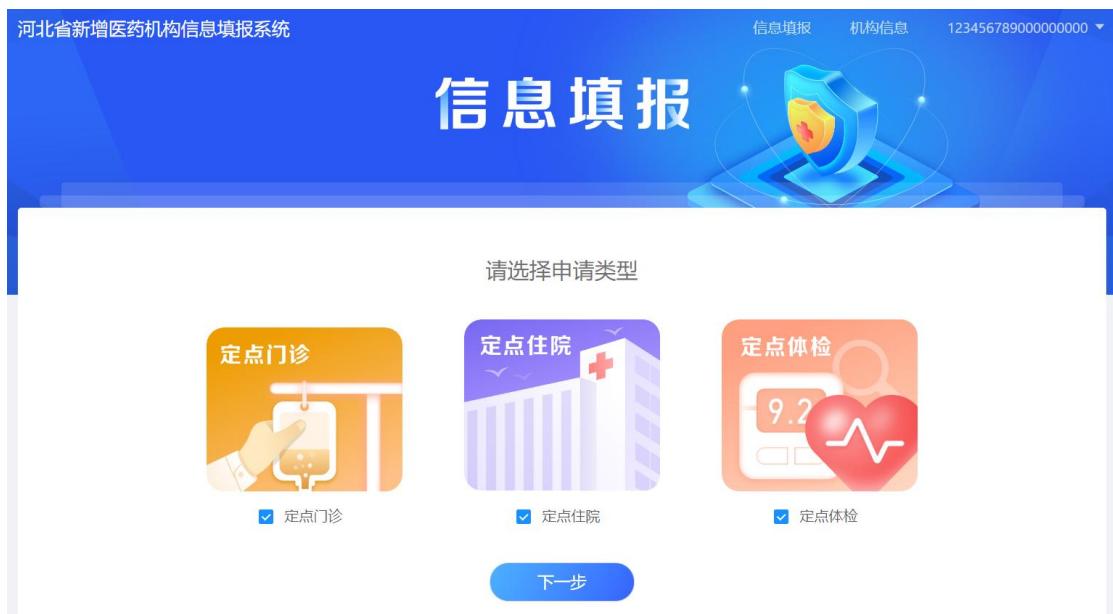 河北省新增医药机构信息填报系统
信息填报
机构信息
123456789000000000
信息填报
请选择申请类型
定点门诊
定点住院
定点体检
9.2
定点门诊
定点住院
定点体检
下一步